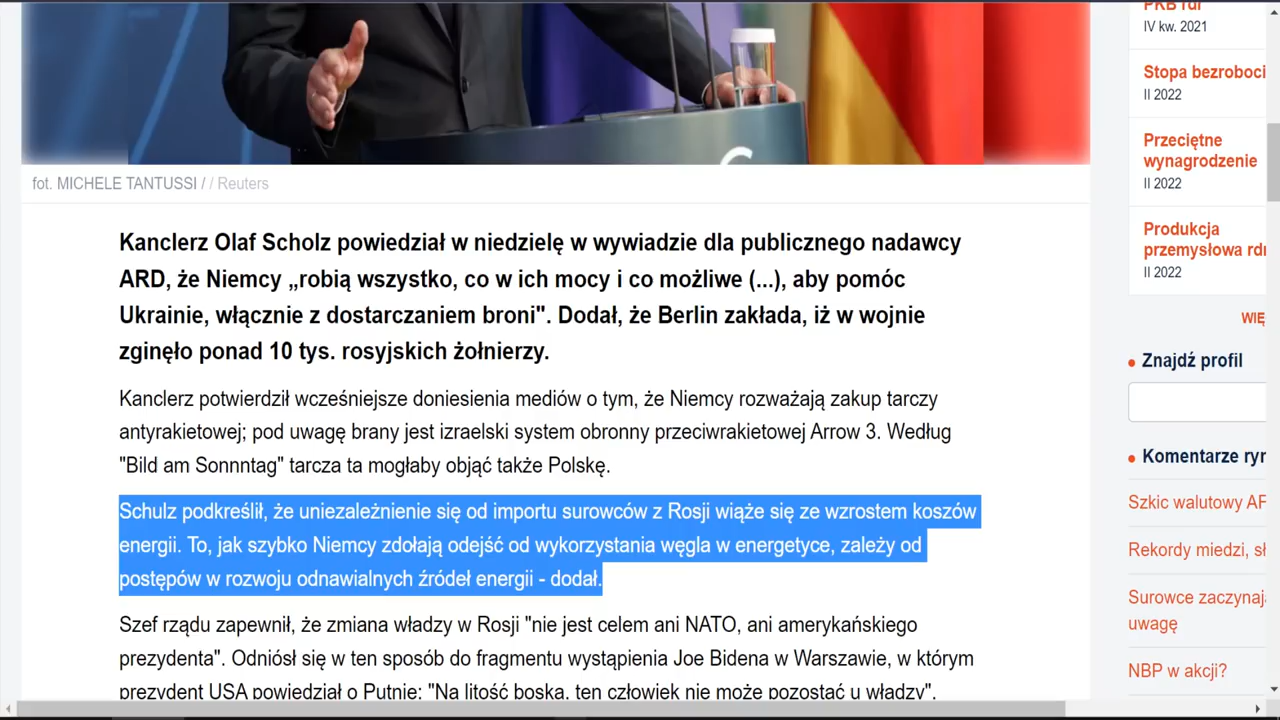 fot. MICHELE TANTUSSI / / Reuters
Kanclerz Olaf Scholz powiedział w niedzielę w wywiadzie dla publicznego nadawcy
ARD, że Niemcy „robią wszystko, co w ich mocy i co możliwe (...), aby pomóc
Ukrainie, włącznie z dostarczaniem broni". Dodał, że Berlin zakłada, iż w wojnie
zginęło ponad 10 tys. rosyjskich żołnierzy.
Kanclerz potwierdził wcześniejsze doniesienia mediów o tym, że Niemcy rozważają zakup tarczy
antyrakietowej; pod uwagę brany jest izraelski system obronny przeciwrakietowej Arrow 3. Według
"Bild am Sonnntag" tarcza ta mogłaby objąć także Polskę.
Schulz podkreślił, że uniezależnienie się od importu surowców z Rosji wiąże się ze wzrostem koszów
energii. To, jak szybko Niemcy zdołają odejść od wykorzystania węgla w energetyce, zależy od
postępów w rozwoju odnawialnych źródeł energii - dodał.
Szef rządu zapewnił, że zmiana władzy w Rosji "nie jest celem ani NATO, ani amerykańskiego
prezydenta". Odniósł się w ten sposób do fragmentu wystąpienia Joe Bidena w Warszawie, w którym
prezydent USA powiedział o Putnie: "Na litość boską, ten człowiek nie może pozostać u władzy".
PKB rdr
IV kw. 2021
Stopa bezroboci
II 2022
Przeciętne
wynagrodzenie
II 2022
Produkcja
przemysłowa rdr
II 2022
WIĘ
Znajdź profil
Komentarze ryn
Szkic walutowy AF
Rekordy miedzi, sł
Surowce zaczynaj
uwagę
NBP w akcji?